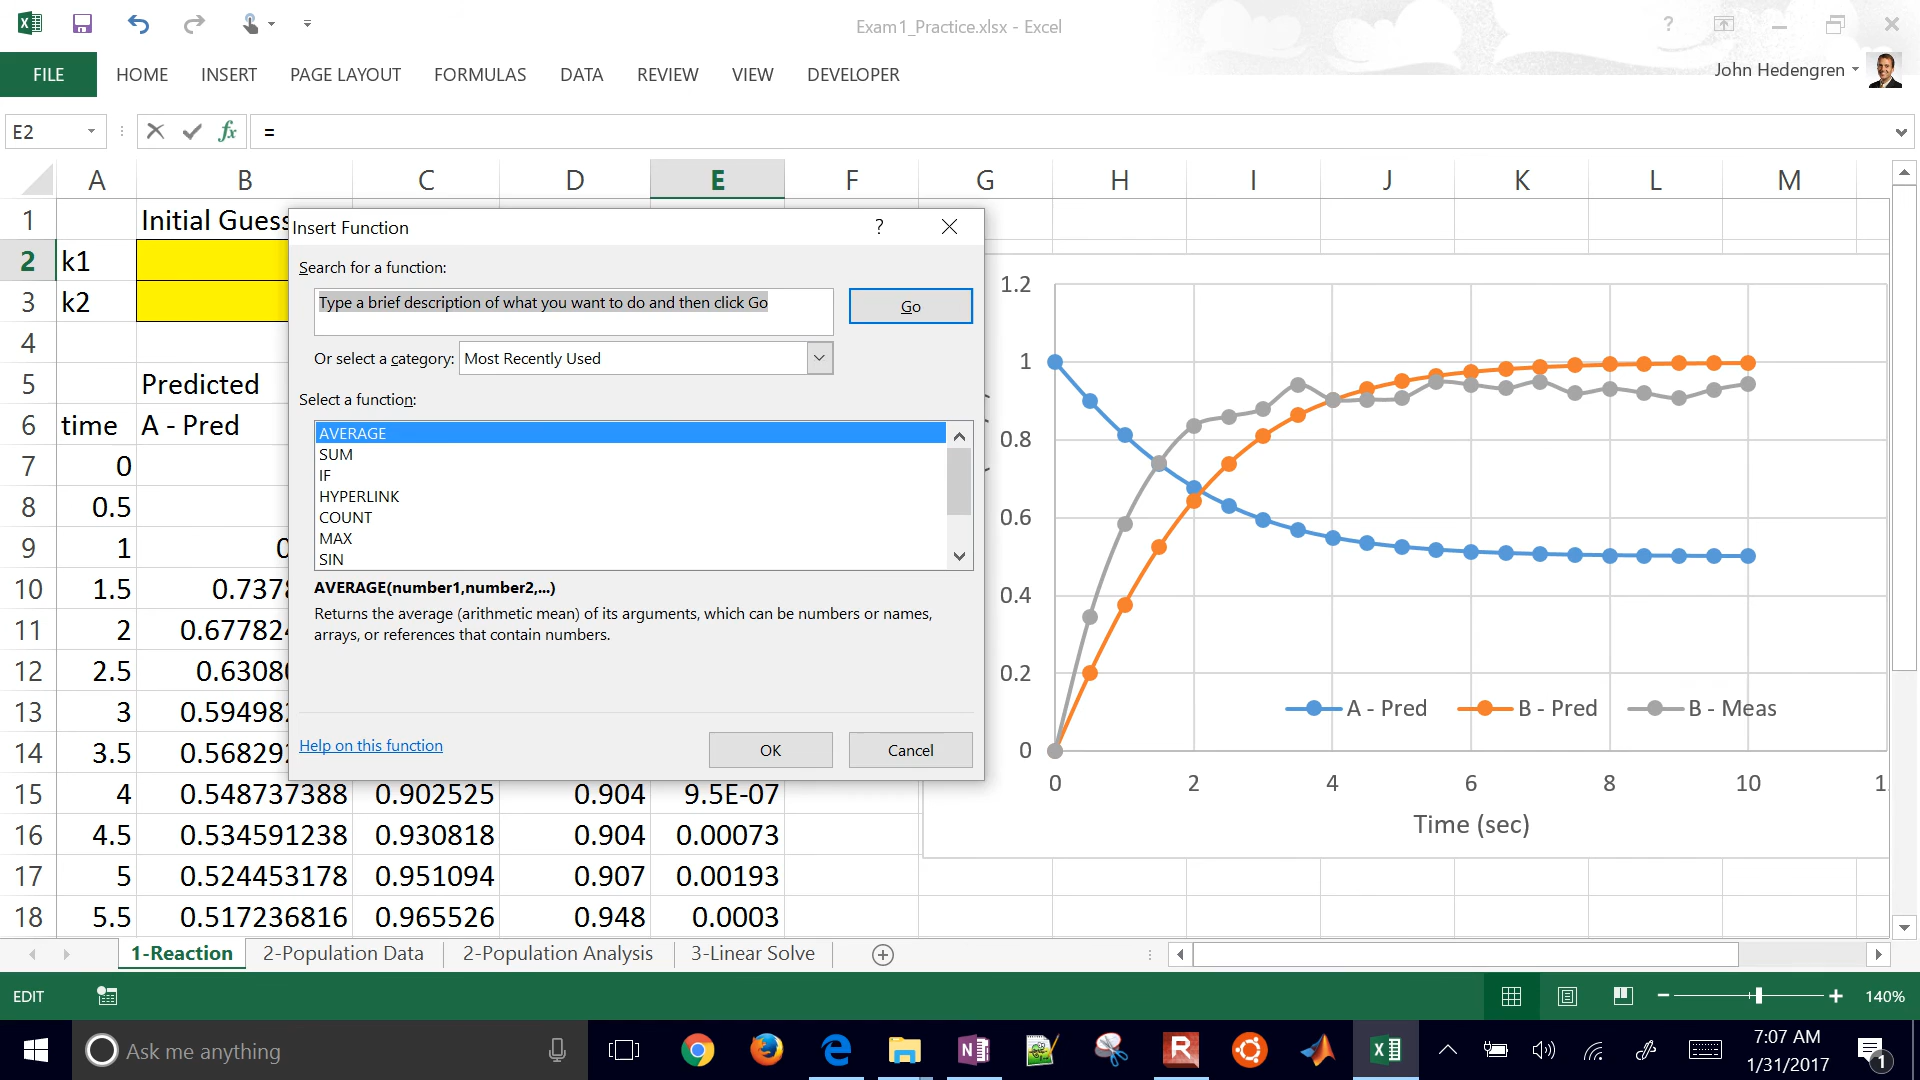 Exam1_Practice.xlsx - Excel
?
FILE HOME INSERT PAGE LAYOUT FORMULAS DATA REVIEW VIEW DEVELOPER
John Hedengren
E2 fx =
A B C D E F G H I J K L M
1 Initial Guess
2 k1
3 k2
4
5 Predicted
6 time A - Pred
7 0
8 0.5
9 1 0
10 1.5 0.737
11 2 0.67782
12 2.5 0.6308
13 3 0.59498
14 3.5 0.56829
15 4 0.548737388 0.902525 0.904 9.5E-07
16 4.5 0.534591238 0.930818 0.904 0.00073
17 5 0.524453178 0.951094 0.907 0.00193
18 5.5 0.517236816 0.965526 0.948 0.0003
Insert Function ?
Search for a function:
Type a brief description of what you want to do and then click Go
Go
Or select a category: Most Recently Used
Select a function:
AVERAGE
SUM
IF
HYPERLINK
COUNT
MAX
SIN
AVERAGE(number1,number2,...)
Returns the average (arithmetic mean) of its arguments, which can be numbers or names,
arrays, or references that contain numbers.
Help on this function
OK Cancel
1.2
1
0.8
0.6
0.4
0.2
0
A - Pred B - Pred B - Meas
0 2 4 6 8 10 1
Time (sec)
1-Reaction 2-Population Data 2-Population Analysis 3-Linear Solve
EDIT
140%
Ask me anything
7:07 AM
1/31/2017
1